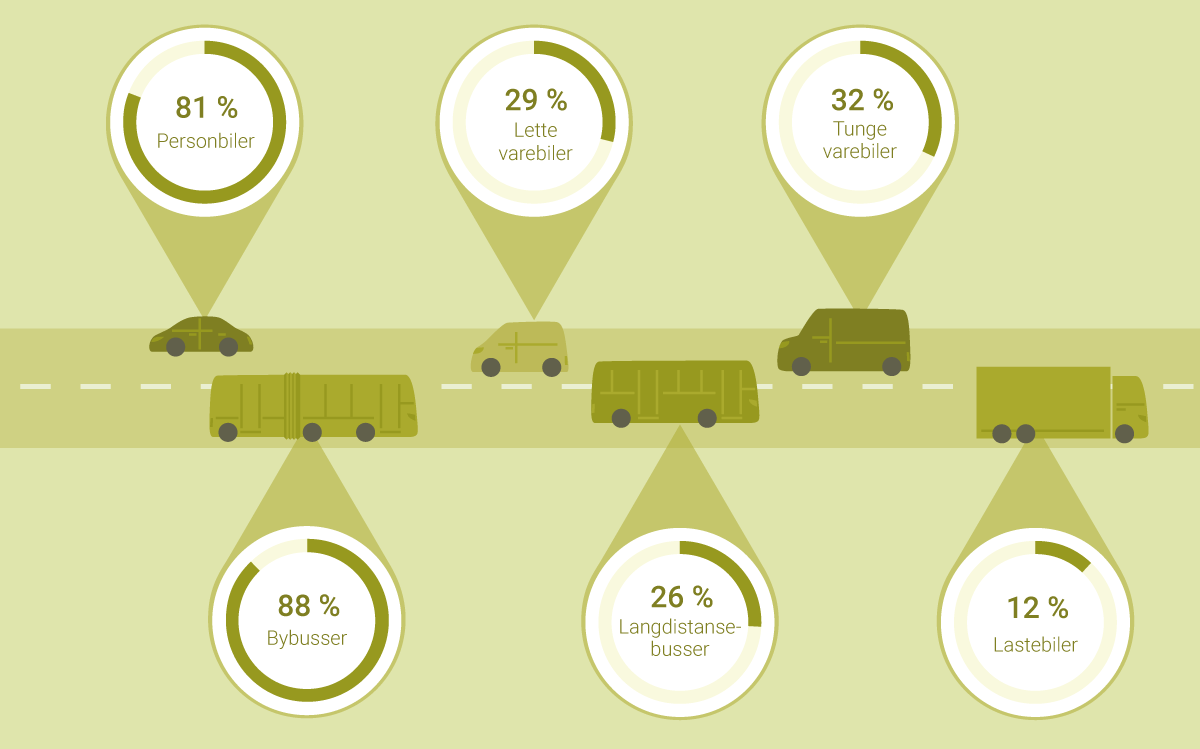 81 %
Personbiler
29 %
Lette
varebiler
32 %
Tunge
varebiler
88 %
Bybusser
26 %
Langdistanse-
busser
12 %
Lastebiler